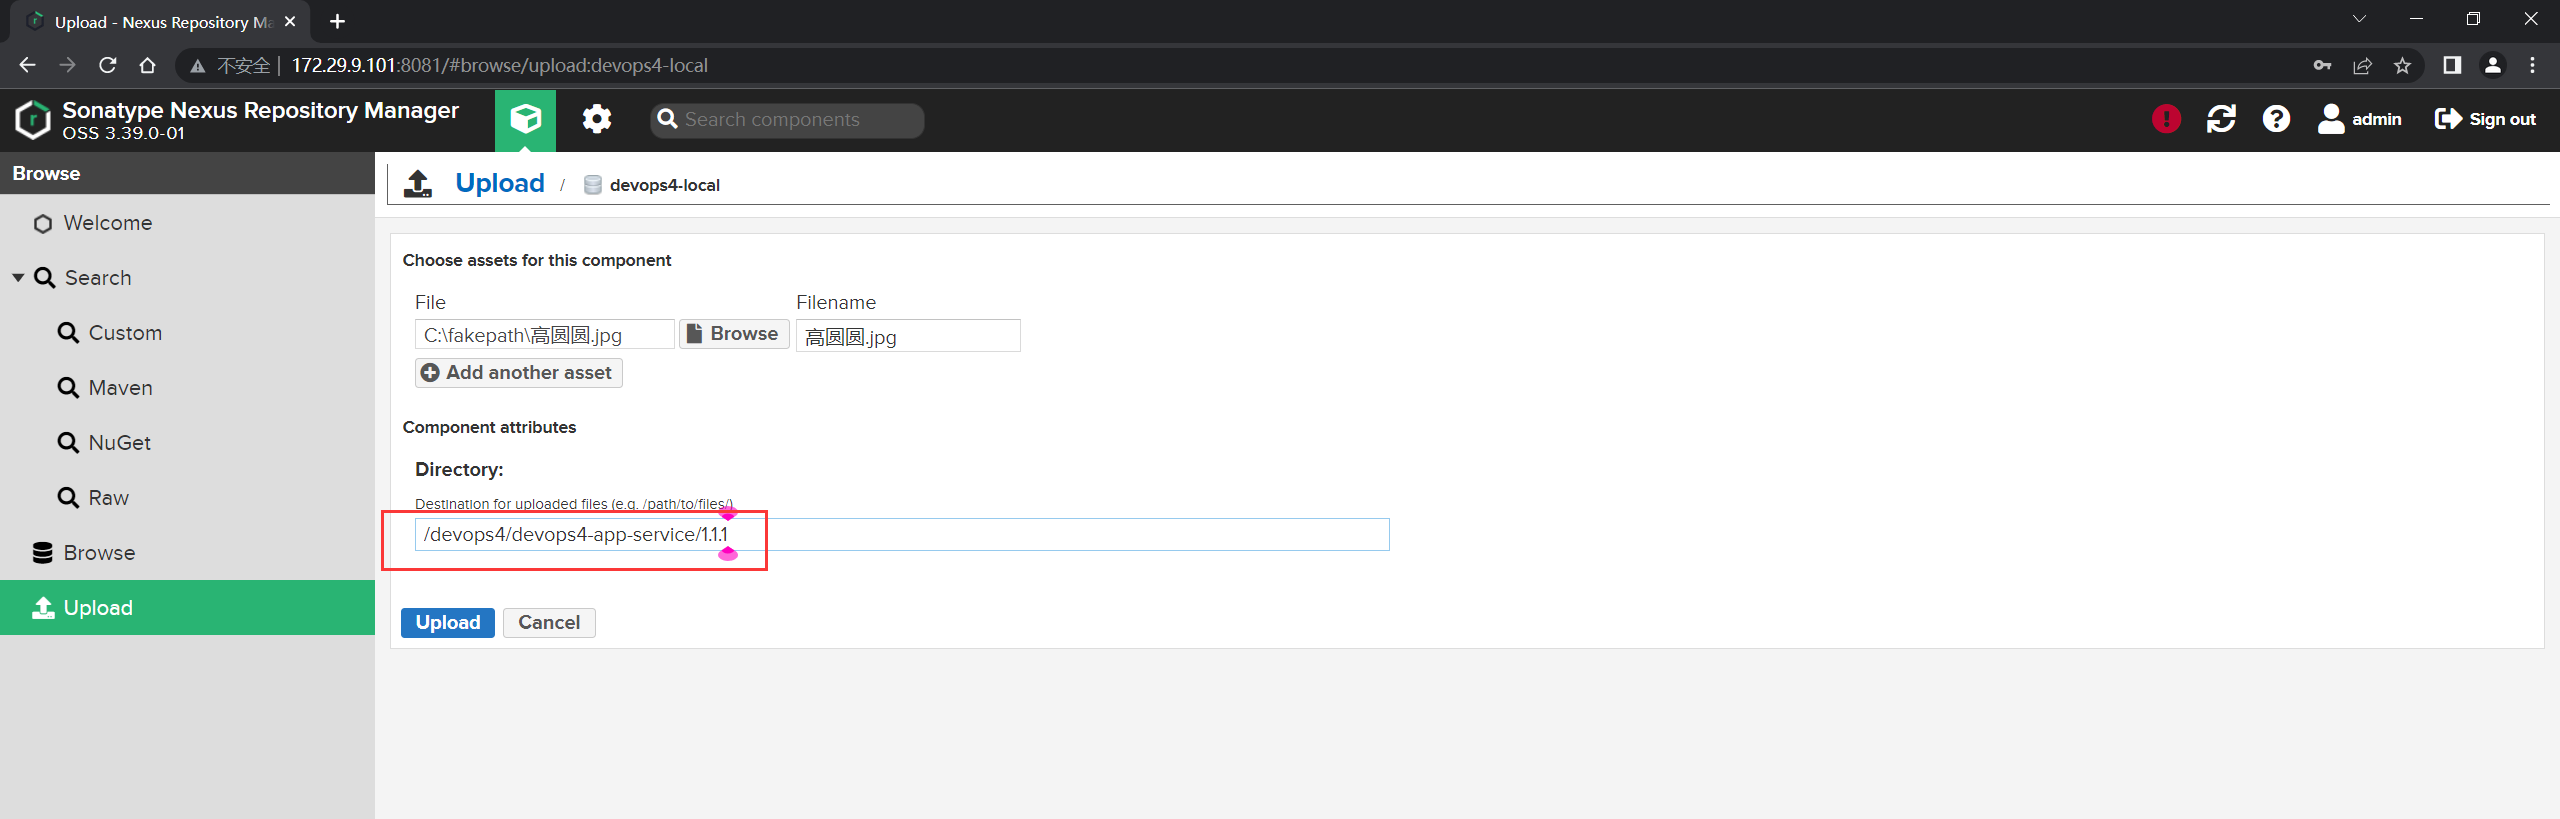 Upload - Nexus Repository Ma
不安全 | 172.29.9.101:8081/#browse/upload:devops4-local
Sonatype Nexus Repository Manager
OSS 3.39.0-01
Search components
admin
Sign out
Browse
Welcome
Search
Custom
Maven
NuGet
Raw
Browse
Upload
Upload / devops4-local
Choose assets for this component
File
Filename
C:\fakepath\高圆圆.jpg
Browse
高圆圆.jpg
Add another asset
Component attributes
Directory:
Destination for uploaded files (e.g. /path/to/files/)
/devops4/devops4-app-service/1.1.1
Upload
Cancel